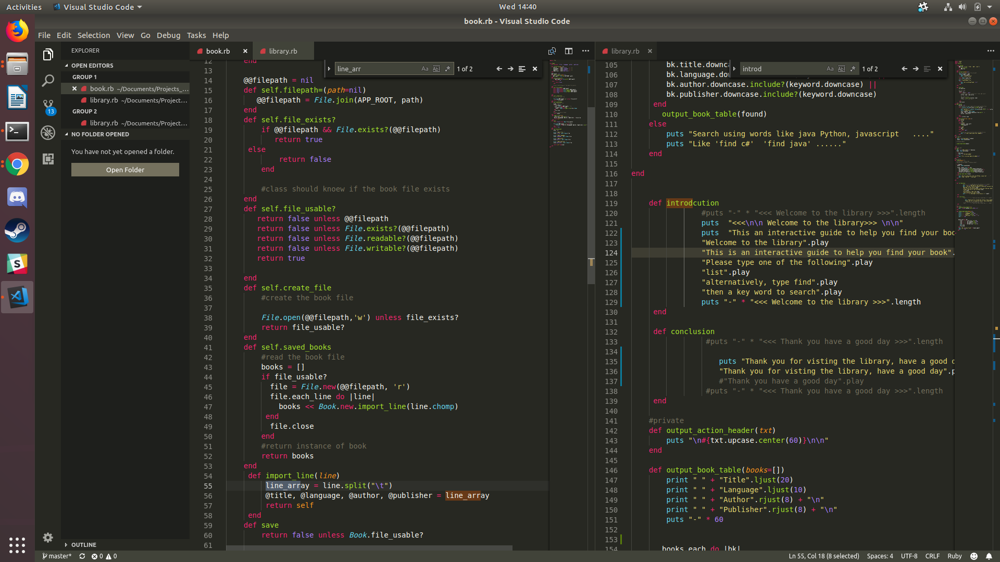 Activities
Visual Studio Code
Wed 14:40
book.rb - Visual Studio Code
File Edit Selection View Go Debug Tasks Help
EXPLORER
OPEN EDITORS
GROUP 1
book.rb ~/Documents/Projects_...
library.rb ~/Documents/Project...
GROUP 2
library.rb ~/Documents/Project...
NO FOLDER OPENED
You have not yet opened a folder.
Open Folder
13
OUTLINE
book.rb
library.rb
line_arr
Aa Abl .*
1 of 2
12 end
13
14 @@filepath = nil
15 def self.filepath=(path=nil)
16 @@filepath = File.join(APP_ROOT, path)
17 end
18 def self.file_exists?
19 if @@filepath && File.exists?(@@filepath)
20 return true
21 else
22 return false
23 end
24
25 #class should knoew if the book file exists
26 end
27 def self.file_usable?
28 return false unless @@filepath
29 return false unless File.exists?(@@filepath)
30 return false unless File.readable?(@@filepath)
31 return false unless File.writable?(@@filepath)
32 return true
33
34 end
35 def self.create_file
36 #create the book file
37
38 File.open(@@filepath,'w') unless file_exists?
39 return file_usable?
40 end
41 def self.saved_books
42 #read the book file
43 books = []
44 if file_usable?
45 file = File.new(@@filepath, 'r')
46 file.each_line do |line|
47 books << Book.new.import_line(line.chomp)
48 end
49 file.close
50 end
51 #return instance of book
52 return books
53 end
54 def import_line(line)
55 line_array = line.split("\t")
56 @title, @language, @author, @publisher = line_array
57 return self
58 end
59 def save
60 return false unless Book.file_usable?
61
library.rb
introd
Aa Abl .*
1 of 2
105 bk.title.downca
106 bk.language.dow
107 bk.author.downcase.include?(keyword.downcase) ||
108 bk.publisher.downcase.include?(keyword.downcase)
109 end
110 output_book_table(found)
111 else
112 puts "Search using words like java Python, javascript ...."
113 puts "Like 'find c#' 'find java' ......"
114 end
115
116 end
117
118
119 def introdcution
120 #puts "-" * "<<< Welcome to the library >>>".length
121 puts "<<<\n\n Welcome to the library>>> \n\n"
122 puts "This an interactive guide to help you find your boo
123 "Welcome to the library".play
124 "This is an interactive guide to help you find your book".
125 "Please type one of the following".play
126 "list".play
127 "alternatively, type find".play
128 "then a key word to search".play
129 puts "-" * "<<< Welcome to the library >>>".length
130 end
131
132 def conclusion
133 #puts "-" * "<<< Thank you have a good day >>>".length
134
135 puts "Thank you for visting the library, have a good d
136 "Thank you for visting the library, have a good day".p
137 #"Thank you have a good day".play
138 #puts "-" * "<<< Thank you have a good day >>>".length
139 end
140
141 #private
142 def output_action_header(txt)
143 puts "\n#{txt.upcase.center(60)}\n\n"
144 end
145
146 def output_book_table(books=[])
147 print " " + "Title".ljust(20)
148 print " " + "Language".ljust(10)
149 print " " + "Author".rjust(8) + "\n"
150 print " " + "Publisher".rjust(8) + "\n"
151 puts "-" * 60
152
153
154 books.each do |bk|
master*
0 0
Ln 55, Col 18 (8 selected)
Spaces: 4
UTF-8
CRLF
Ruby